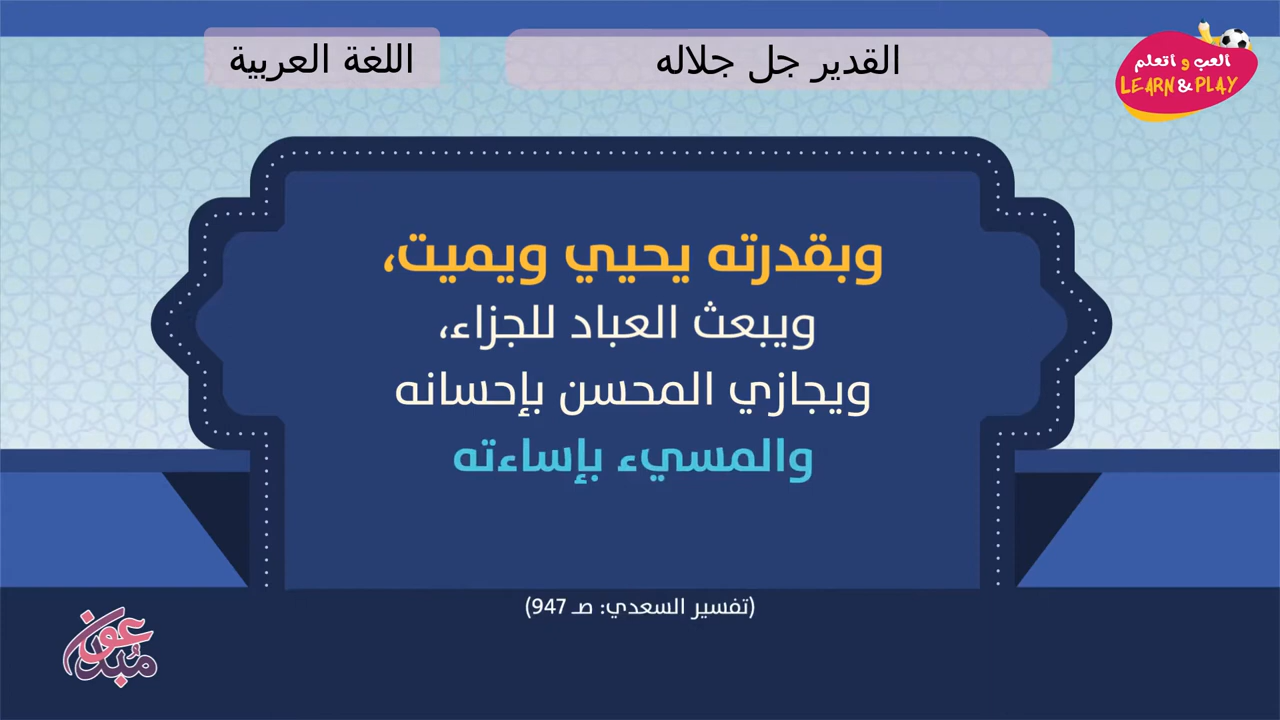 القدير جل جلاله
اللغة العربية
العب و اتعلم
LEARN & PLAY
وبقدرته يحيي ويميت،
ويبعث العباد للجزاء،
ويجازي المحسن بإحسانه
والمسيء بإساءته
(تفسير السعدي: صـ 947)
مبدعون